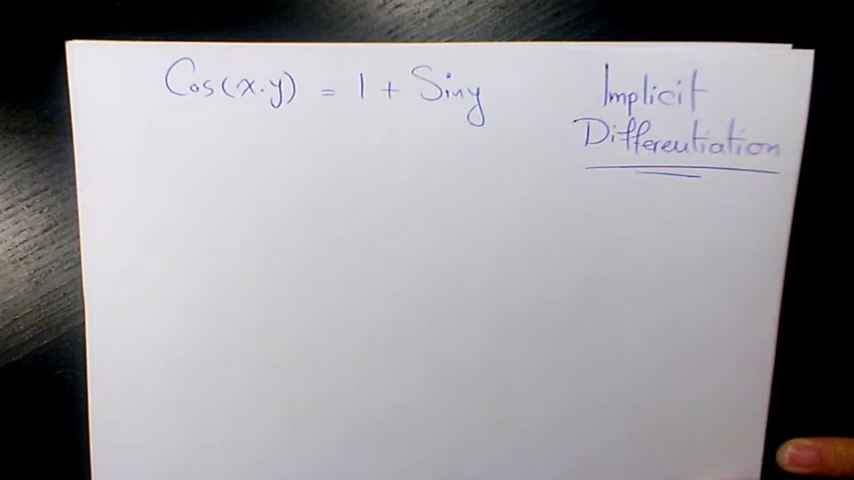 Cos(x.y) = 1 + Siny
Implicit
Differentiation